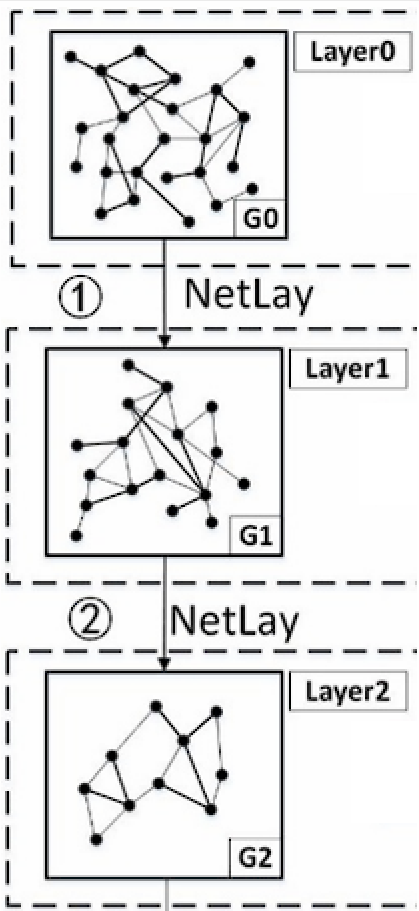 Layer0
G0
① NetLay
Layer1
G1
② NetLay
Layer2
G2